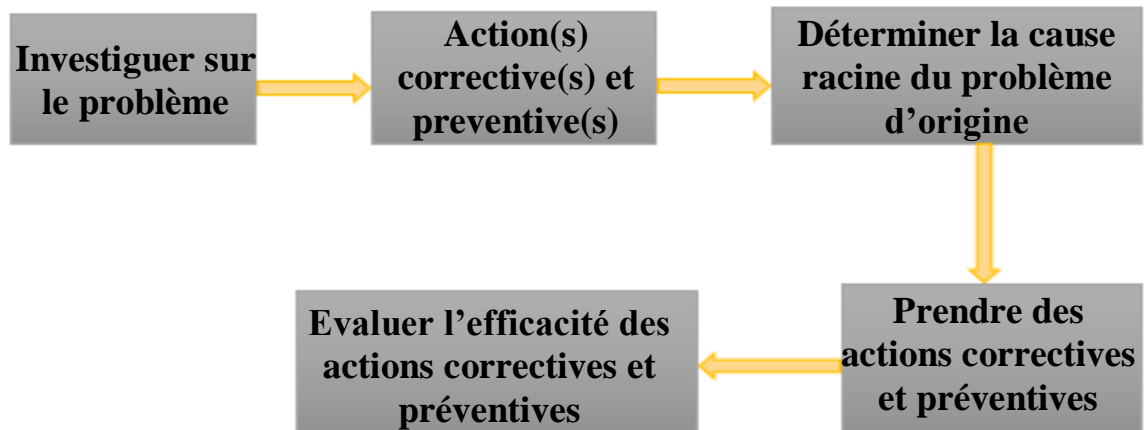 Investiguer sur
le problème
Action(s)
corrective(s) et
preventive(s)
Déterminer la cause
racine du problème
d’origine
Prendre des
actions correctives
et préventives
Evaluer l’efficacité des
actions correctives et
préventives